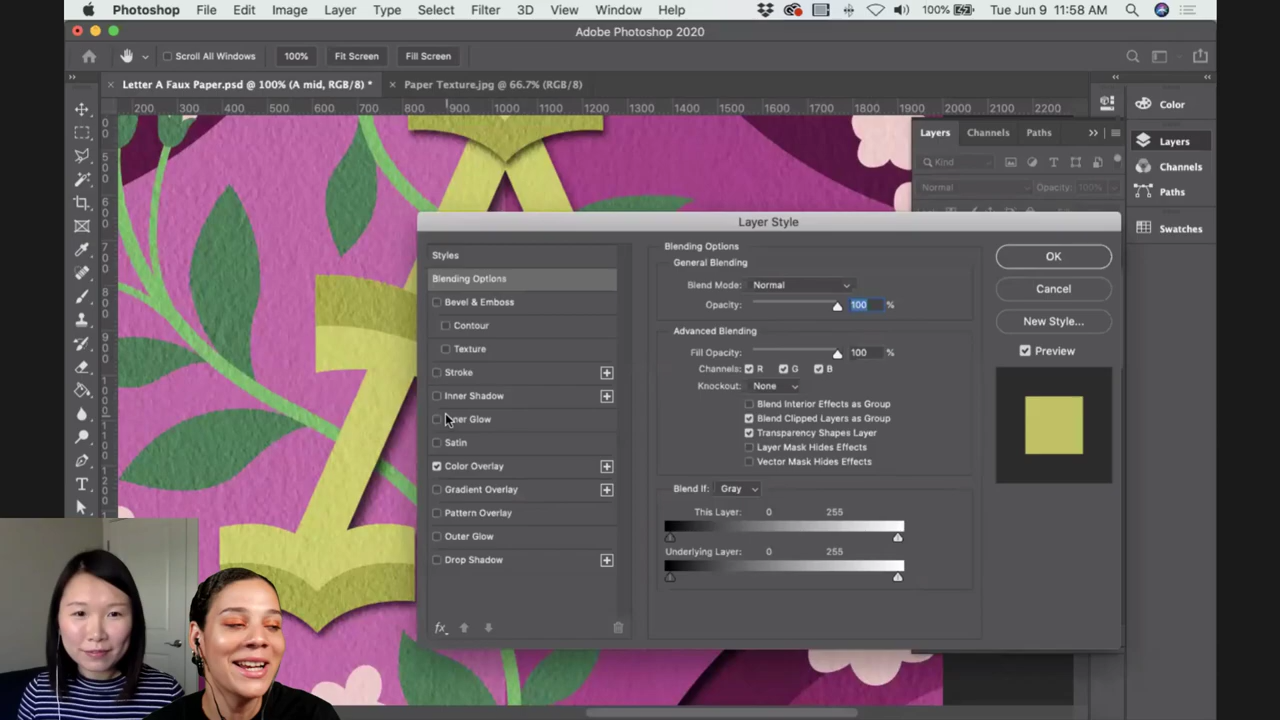 Photoshop File Edit Image Layer Type Select Filter 3D View Window Help 100% Tue Jun 9 11:58 AM
Adobe Photoshop 2020
Scroll All Windows 100% Fit Screen Fill Screen
× Letter A Faux Paper.psd @ 100% (A mid, RGB/8) * × Paper Texture.jpg @ 66.7% (RGB/8)
200 300 400 500 600 700 800 900 1000 1100 1200 1300 1400 1500 1600 1700 1800 1900 2000 2100 2200
Color
Layers Channels Paths
Layers
Kind
Channels
Normal Opacity: 100%
Paths
Swatches
Layer Style
Styles
Blending Options
Bevel & Emboss
Contour
Texture
Stroke
Inner Shadow
Glow
Satin
Color Overlay
Gradient Overlay
Pattern Overlay
Outer Glow
Drop Shadow
fx
Blending Options
General Blending
Blend Mode: Normal
Opacity: 100 %
Advanced Blending
Fill Opacity: 100 %
Channels: R G B
Knockout: None
Blend Interior Effects as Group
Blend Clipped Layers as Group
Transparency Shapes Layer
Layer Mask Hides Effects
Vector Mask Hides Effects
Blend If: Gray
This Layer: 0 255
Underlying Layer: 0 255
OK
Cancel
New Style...
Preview